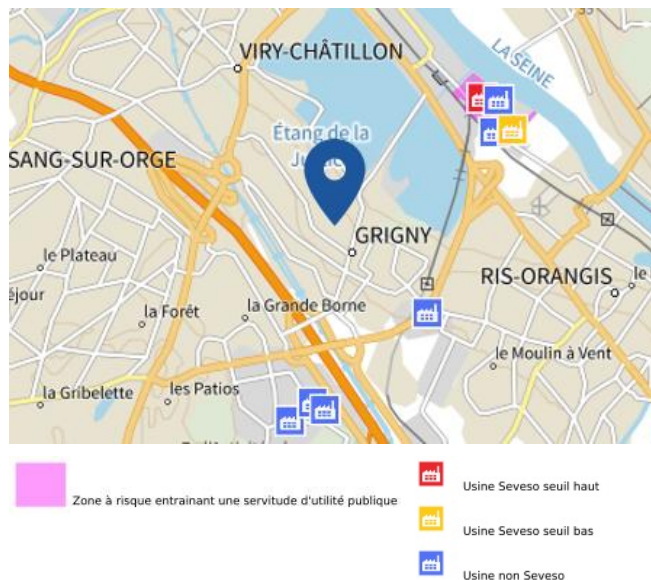 VIRY-CHÂTILLON
LA SEINE
Étang de la
SANG-SUR-ORGE
GRIGNY
le Plateau
RIS-ORANGIS
le
éjour
la Forêt
la Grande Borne
le Moulin à Vent
la Gribelette
les Patios
Zone à risque entrainant une servitude d'utilité publique
Usine Seveso seuil haut
Usine Seveso seuil bas
Usine non Seveso